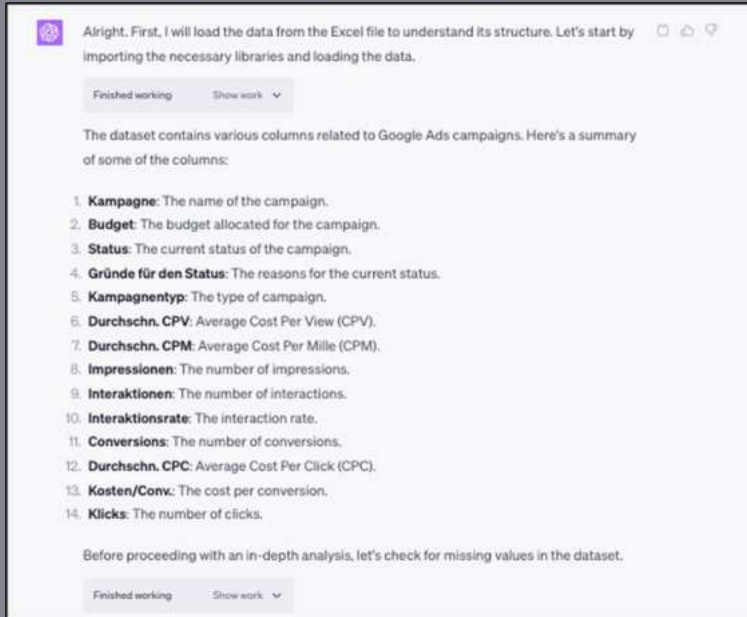 Alright. First, I will load the data from the Excel file to understand its structure. Let's start by
importing the necessary libraries and loading the data.
Finished working Show work
The dataset contains various columns related to Google Ads campaigns. Here's a summary
of some of the columns:
1. Kampagne: The name of the campaign.
2. Budget: The budget allocated for the campaign.
3. Status: The current status of the campaign.
4. Gründe für den Status: The reasons for the current status.
5. Kampagnentyp: The type of campaign.
6. Durchschn. CPV: Average Cost Per View (CPV).
7. Durchschn. CPM: Average Cost Per Mille (CPM).
8. Impressionen: The number of impressions.
9. Interaktionen: The number of interactions.
10. Interaktionsrate: The interaction rate.
11. Conversions: The number of conversions.
12. Durchschn. CPC: Average Cost Per Click (CPC).
13. Kosten/Conv.: The cost per conversion.
14. Klicks: The number of clicks.
Before proceeding with an in-depth analysis, let's check for missing values in the dataset.
Finished working Show work